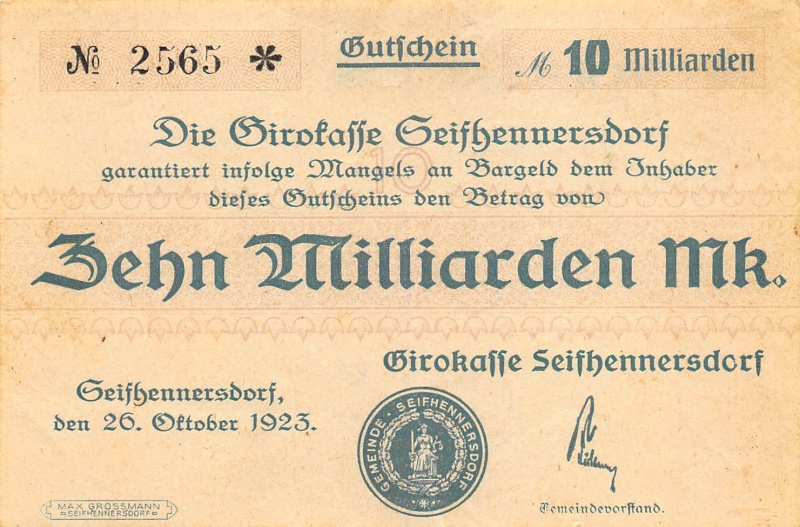 № 2565 *
Gutschein
M 10 Milliarden
Die Girokasse Seifhennersdorf
garantiert infolge Mangels an Bargeld dem Inhaber
dieses Gutscheins den Betrag von
10
Zehn Milliarden Mk.
Girokasse Seifhennersdorf
Seifhennersdorf,
den 26. Oktober 1923.
GEMEINDE · SEIFHENNERSDORF
Gemeindevorstand.
MAX GROSSMANN
SEIFHENNERSDORF